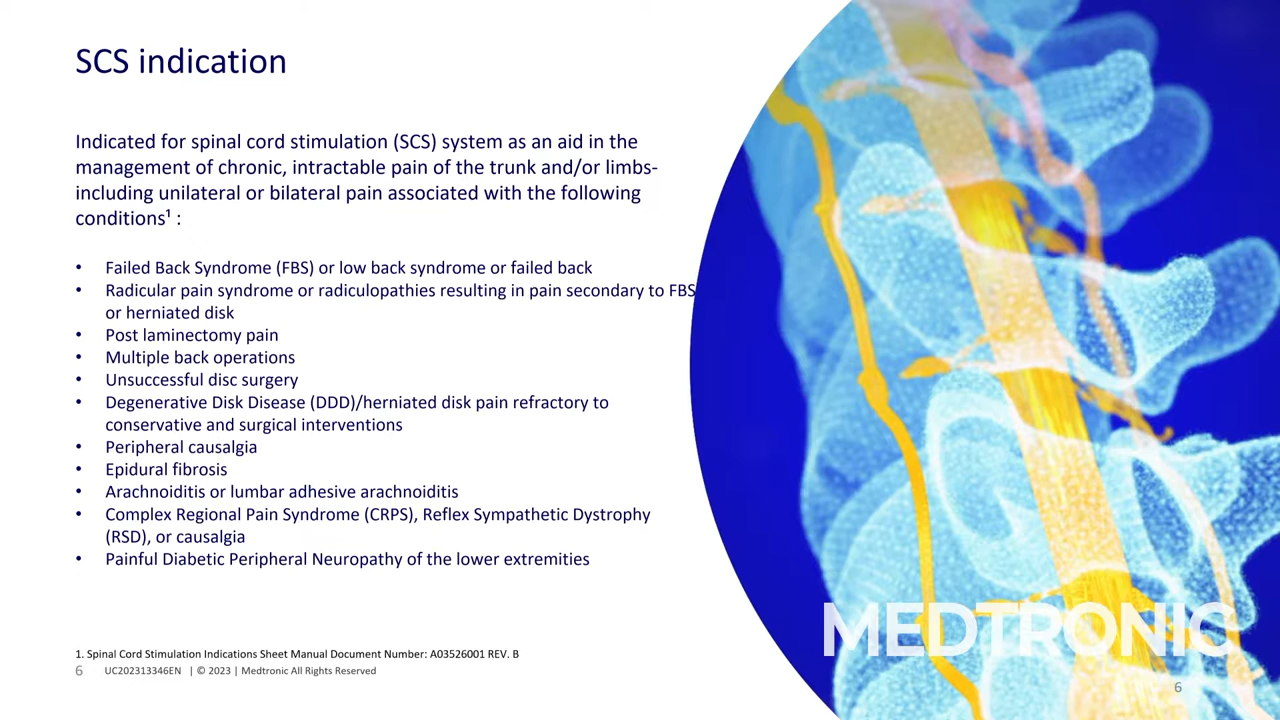 SCS indication
Indicated for spinal cord stimulation (SCS) system as an aid in the
management of chronic, intractable pain of the trunk and/or limbs-
including unilateral or bilateral pain associated with the following
conditions¹ :
• Failed Back Syndrome (FBS) or low back syndrome or failed back
• Radicular pain syndrome or radiculopathies resulting in pain secondary to FBS
or herniated disk
• Post laminectomy pain
• Multiple back operations
• Unsuccessful disc surgery
• Degenerative Disk Disease (DDD)/herniated disk pain refractory to
conservative and surgical interventions
• Peripheral causalgia
• Epidural fibrosis
• Arachnoiditis or lumbar adhesive arachnoiditis
• Complex Regional Pain Syndrome (CRPS), Reflex Sympathetic Dystrophy
(RSD), or causalgia
• Painful Diabetic Peripheral Neuropathy of the lower extremities
MEDTRONIC
1. Spinal Cord Stimulation Indications Sheet Manual Document Number: A03526001 REV. B
6 UC202313346EN | © 2023 | Medtronic All Rights Reserved
6